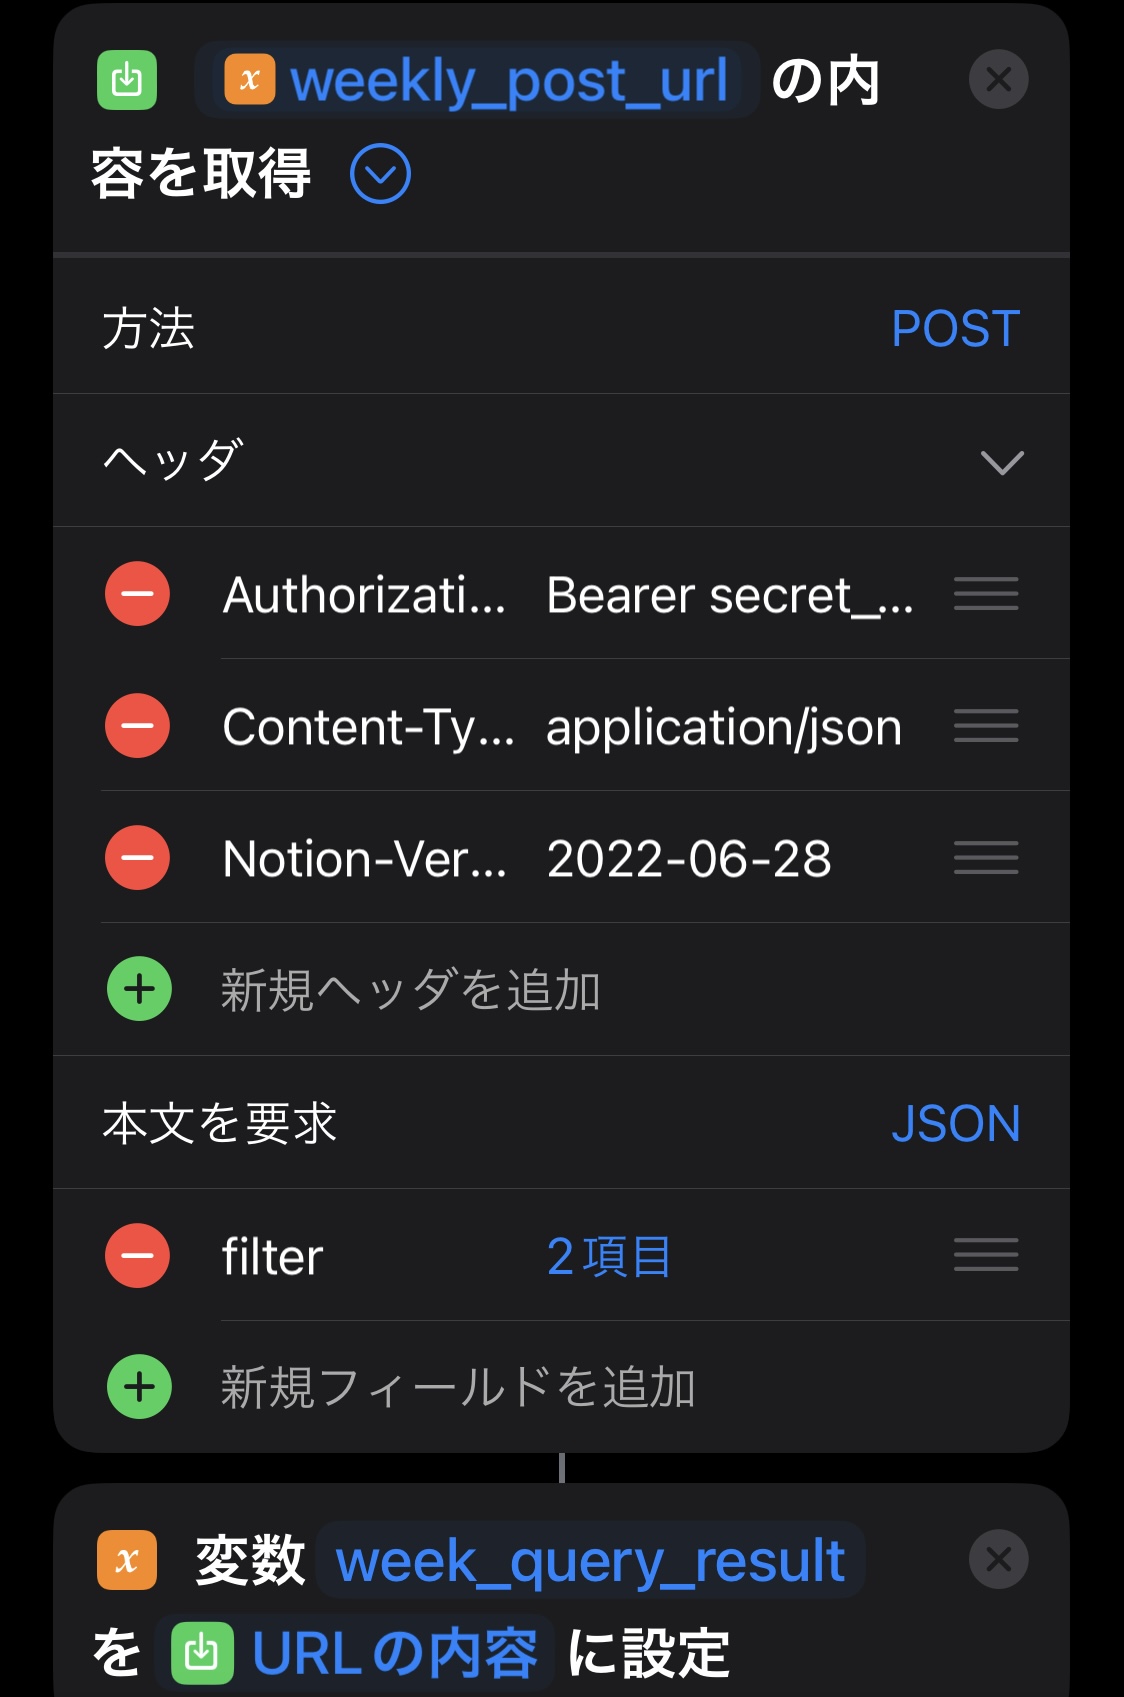 x weekly_post_url の内
容を取得
方法 POST
ヘッダ
Authorizati... Bearer secret_...
Content-Ty... application/json
Notion-Ver... 2022-06-28
新規ヘッダを追加
本文を要求 JSON
filter 2項目
新規フィールドを追加
x 変数 week_query_result
を URLの内容 に設定